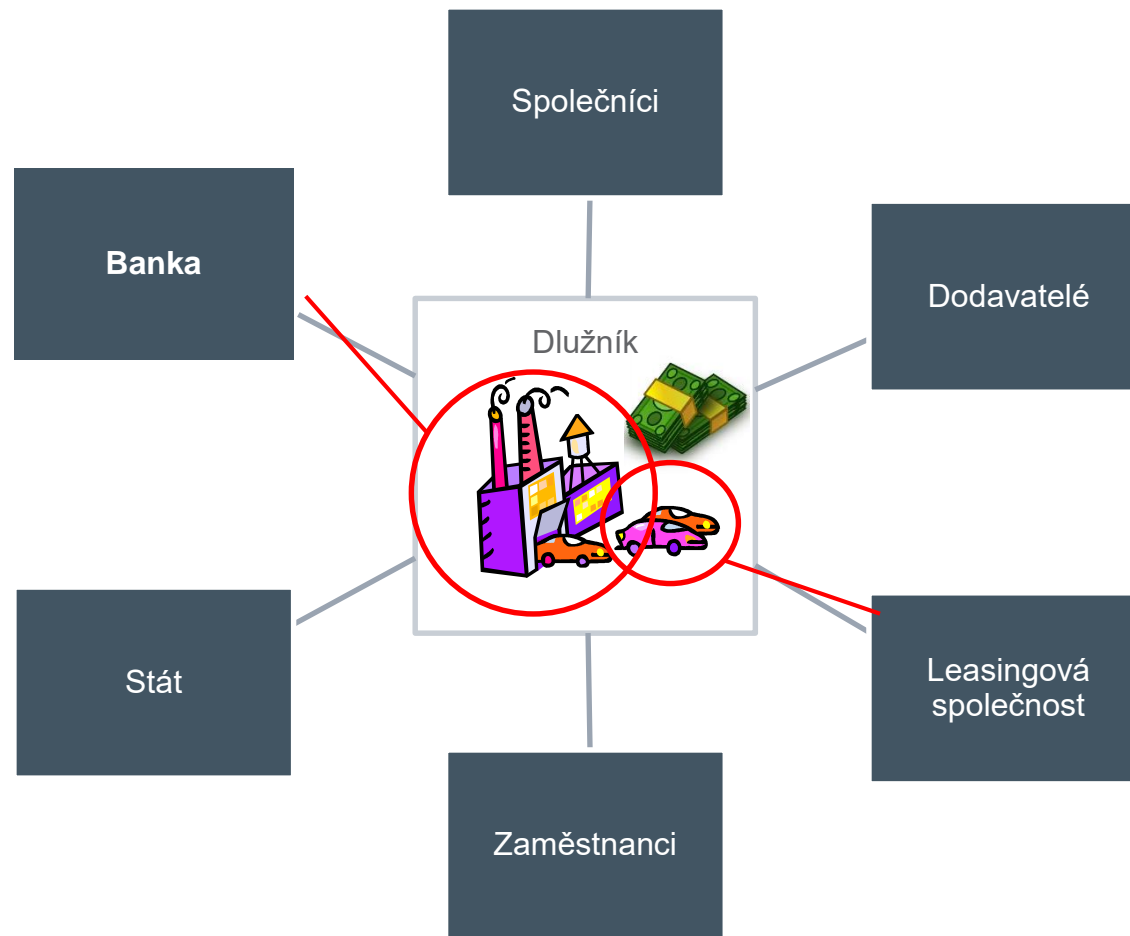 Společníci
Banka
Dodavatelé
Dlužník
Stát
Leasingová
společnost
Zaměstnanci